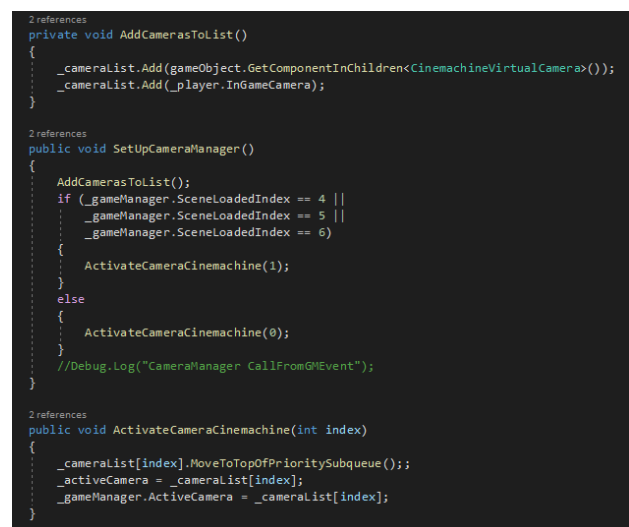 2 references
private void AddCamerasToList()
{
_cameraList.Add(gameObject.GetComponentInChildren<CinemachineVirtualCamera>());
_cameraList.Add(_player.InGameCamera);
}
2 references
public void SetUpCameraManager()
{
AddCamerasToList();
if (_gameManager.SceneLoadedIndex == 4 ||
_gameManager.SceneLoadedIndex == 5 ||
_gameManager.SceneLoadedIndex == 6)
{
ActivateCameraCinemachine(1);
}
else
{
ActivateCameraCinemachine(0);
}
//Debug.Log("CameraManager CallFromGMEvent");
}
2 references
public void ActivateCameraCinemachine(int index)
{
_cameraList[index].MoveToTopOfPrioritySubqueue();;
_activeCamera = _cameraList[index];
_gameManager.ActiveCamera = _cameraList[index];
}